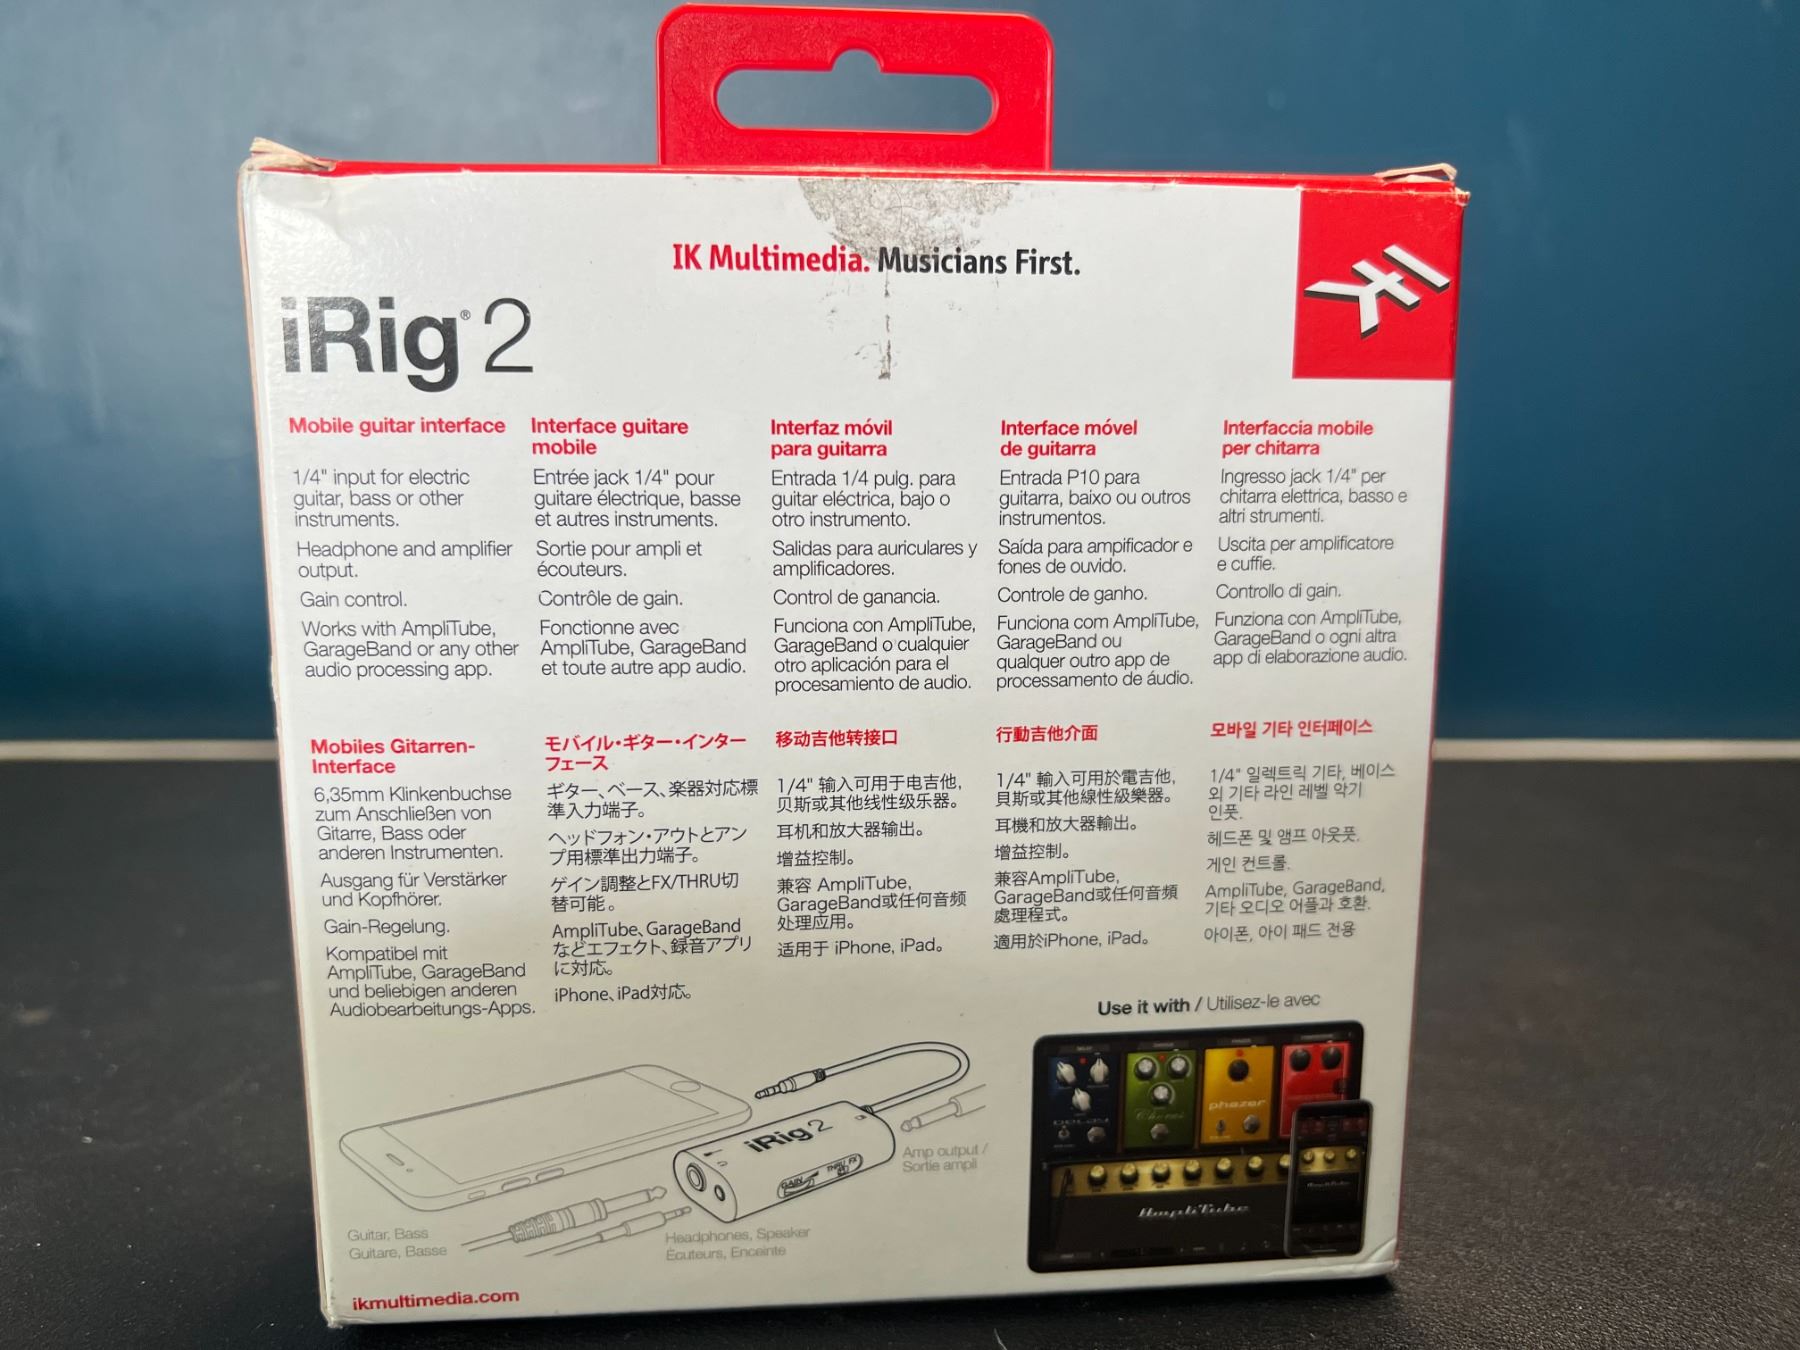 IK Multimedia. Musicians First.
iRig® 2
Mobile guitar interface
1/4" input for electric
guitar, bass or other
instruments.
Headphone and amplifier
output.
Gain control.
Works with AmpliTube,
GarageBand or any other
audio processing app.
Interface guitare
mobile
Entrée jack 1/4" pour
guitare électrique, basse
et autres instruments.
Sortie pour ampli et
écouteurs.
Contrôle de gain.
Fonctionne avec
AmpliTube, GarageBand
et toute autre app audio.
Interfaz móvil
para guitarra
Entrada 1/4 pulg. para
guitar eléctrica, bajo o
otro instrumento.
Salidas para auriculares y
amplificadores.
Control de ganancia.
Funciona con AmpliTube,
GarageBand o cualquier
otro aplicación para el
procesamiento de audio.
Interface móvel
de guitarra
Entrada P10 para
guitarra, baixo ou outros
instrumentos.
Saída para ampificador e
fones de ouvido.
Controle de ganho.
Funciona com AmpliTube,
GarageBand ou
qualquer outro app de
processamento de áudio.
Interfaccia mobile
per chitarra
Ingresso jack 1/4" per
chitarra elettrica, basso e
altri strumenti.
Uscita per amplificatore
e cuffie.
Controllo di gain.
Funziona con AmpliTube,
GarageBand o ogni altra
app di elaborazione audio.
Mobiles Gitarren-
Interface
6,35mm Klinkenbuchse
zum Anschließen von
Gitarre, Bass oder
anderen Instrumenten.
Ausgang für Verstärker
und Kopfhörer.
Gain-Regelung.
Kompatibel mit
AmpliTube, GarageBand
und beliebigen anderen
Audiobearbeitungs-Apps.
モバイル・ギター・インター
フェース
ギター、ベース、楽器対応標
準入力端子。
ヘッドフォン・アウトとアン
プ用標準出力端子。
ゲイン調整とFX/THRU切
替可能。
AmpliTube、GarageBand
などエフェクト、録音アプリ
に対応。
iPhone、iPad対応。
移动吉他转接口
1/4" 输入可用于电吉他,
贝斯或其他线性级乐器。
耳机和放大器输出。
增益控制。
兼容 AmpliTube,
GarageBand或任何音频
处理应用。
适用于 iPhone, iPad。
行動吉他介面
1/4" 輸入可用於電吉他,
貝斯或其他線性級樂器。
耳機和放大器輸出。
增益控制。
兼容AmpliTube,
GarageBand或任何音頻
處理程式。
適用於iPhone, iPad。
모바일 기타 인터페이스
1/4" 일렉트릭 기타, 베이스
외 기타 라인 레벨 악기
인풋.
헤드폰 및 앰프 아웃풋.
게인 컨트롤.
AmpliTube, GarageBand,
기타 오디오 어플과 호환.
아이폰, 아이 패드 전용
Use it with / Utilisez-le avec
phazer
Chorus
DELAY
AmpliTube
AmpliTube
iRig 2
GAIN
THRU FX
Amp output /
Sortie ampli
Guitar, Bass
Guitare, Basse
Headphones, Speaker
Écuteurs, Enceinte
ikmultimedia.com